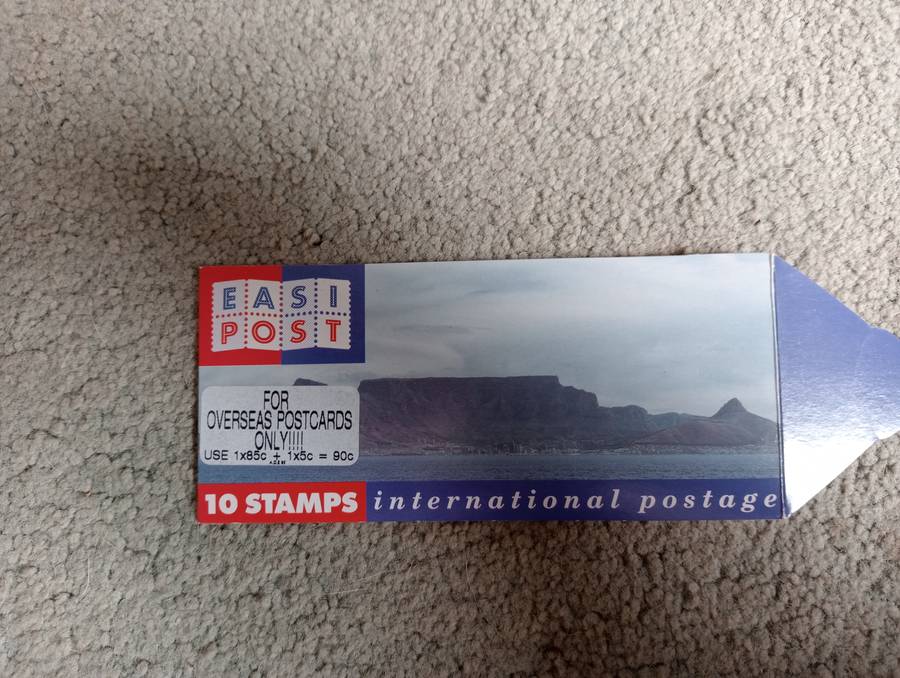 EASI
POST
FOR
OVERSEAS POSTCARDS
ONLY!!!!
USE 1x85c + 1x5c = 90c
10 STAMPS international postage